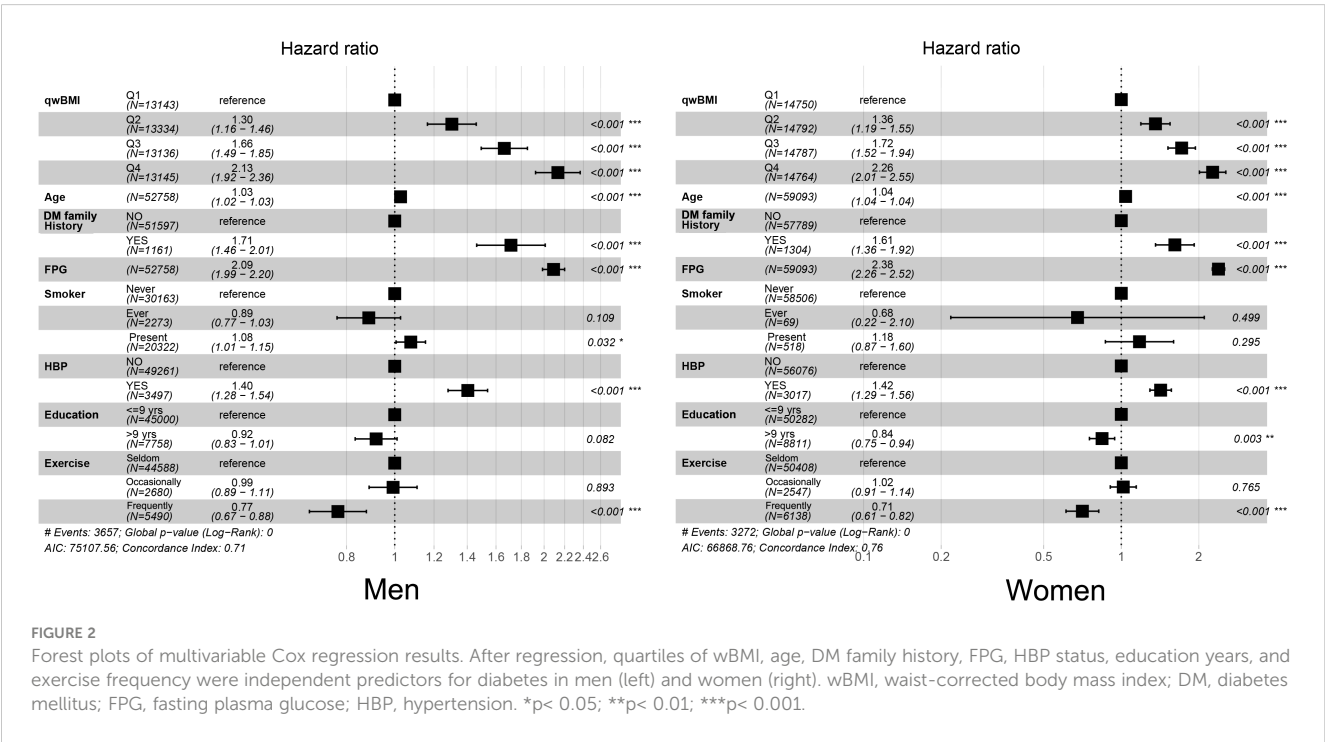 Hazard ratio
qwBMI Q1 (N=13143) reference
Q2 (N=13334) 1.30 (1.16 − 1.46) <0.001 ***
Q3 (N=13136) 1.66 (1.49 − 1.85) <0.001 ***
Q4 (N=13145) 2.13 (1.92 − 2.36) <0.001 ***
Age (N=52758) 1.03 (1.02 − 1.03) <0.001 ***
DM family History NO (N=51597) reference
YES (N=1161) 1.71 (1.46 − 2.01) <0.001 ***
FPG (N=52758) 2.09 (1.99 − 2.20) <0.001 ***
Smoker Never (N=30163) reference
Ever (N=2273) 0.89 (0.77 − 1.03) 0.109
Present (N=20322) 1.08 (1.01 − 1.15) 0.032 *
HBP NO (N=49261) reference
YES (N=3497) 1.40 (1.28 − 1.54) <0.001 ***
Education <=9 yrs (N=45000) reference
>9 yrs (N=7758) 0.92 (0.83 − 1.01) 0.082
Exercise Seldom (N=44588) reference
Occasionally (N=2680) 0.99 (0.89 − 1.11) 0.893
Frequently (N=5490) 0.77 (0.67 − 0.88) <0.001 ***
# Events: 3657; Global p−value (Log−Rank): 0
AIC: 75107.56; Concordance Index: 0.71
0.8 1 1.2 1.4 1.6 1.8 2 2.2 2.4 2.6
Men
Hazard ratio
qwBMI Q1 (N=14750) reference
Q2 (N=14792) 1.36 (1.19 − 1.55) <0.001 ***
Q3 (N=14787) 1.72 (1.52 − 1.94) <0.001 ***
Q4 (N=14764) 2.26 (2.01 − 2.55) <0.001 ***
Age (N=59093) 1.04 (1.04 − 1.04) <0.001 ***
DM family History NO (N=57789) reference
YES (N=1304) 1.61 (1.36 − 1.92) <0.001 ***
FPG (N=59093) 2.38 (2.26 − 2.52) <0.001 ***
Smoker Never (N=58506) reference
Ever (N=69) 0.68 (0.22 − 2.10) 0.499
Present (N=518) 1.18 (0.87 − 1.60) 0.295
HBP NO (N=56076) reference
YES (N=3017) 1.42 (1.29 − 1.56) <0.001 ***
Education <=9 yrs (N=50282) reference
>9 yrs (N=8811) 0.84 (0.75 − 0.94) 0.003 **
Exercise Seldom (N=50408) reference
Occasionally (N=2547) 1.02 (0.91 − 1.14) 0.765
Frequently (N=6138) 0.71 (0.61 − 0.82) <0.001 ***
# Events: 3272; Global p−value (Log−Rank): 0
AIC: 66868.76; Concordance Index: 0.76
0.1 0.2 0.5 1 2
Women
FIGURE 2
Forest plots of multivariable Cox regression results. After regression, quartiles of wBMI, age, DM family history, FPG, HBP status, education years, and
exercise frequency were independent predictors for diabetes in men (left) and women (right). wBMI, waist-corrected body mass index; DM, diabetes
mellitus; FPG, fasting plasma glucose; HBP, hypertension. *p< 0.05; **p< 0.01; ***p< 0.001.